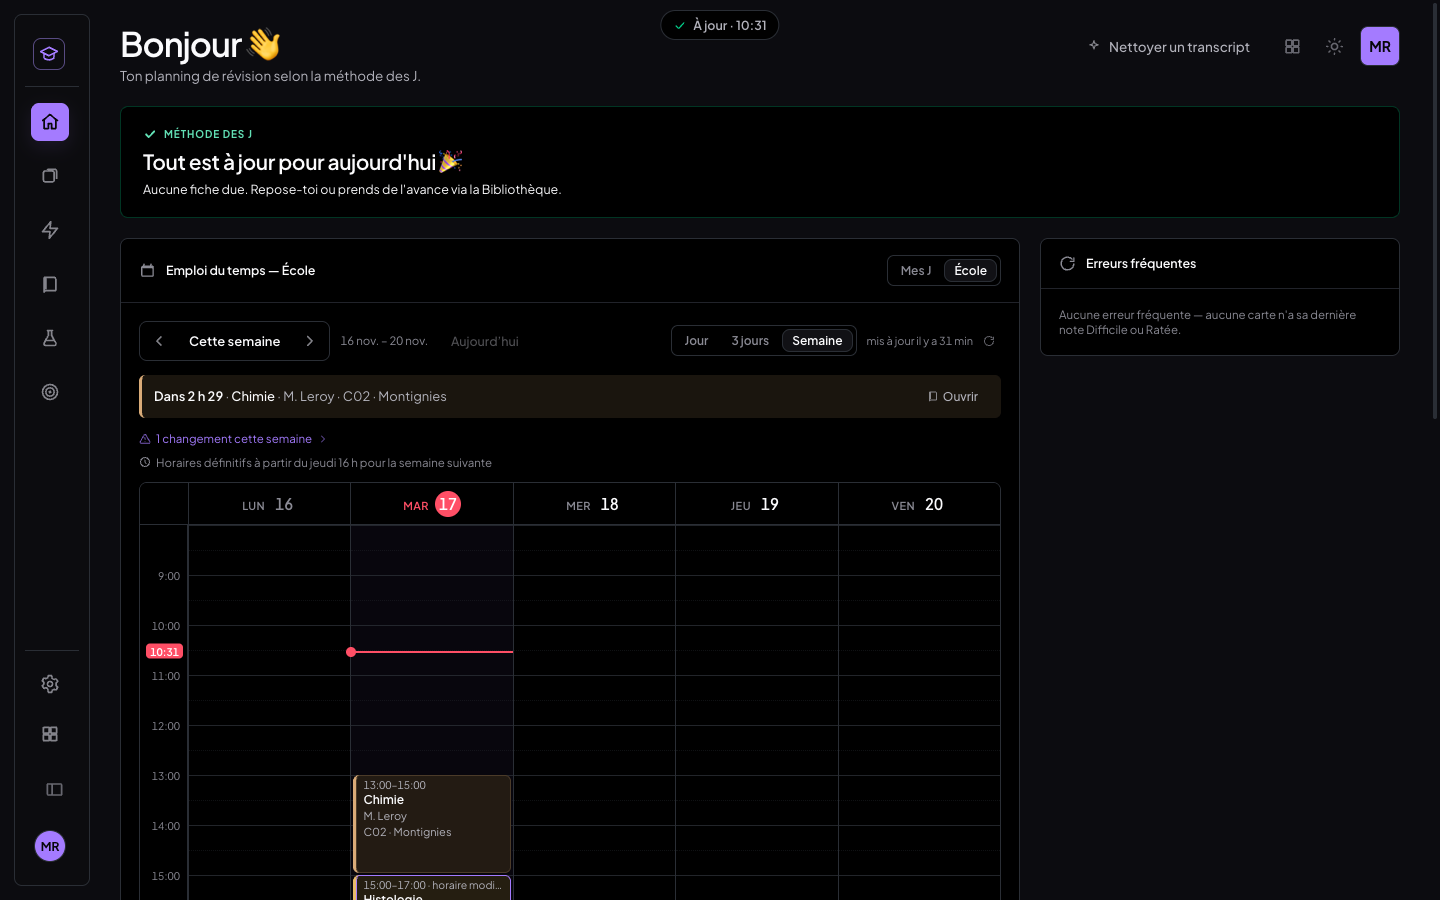 À jour · 10:31
Bonjour 👋
Ton planning de révision selon la méthode des J.
Nettoyer un transcript
MR
MÉTHODE DES J
Tout est à jour pour aujourd'hui 🎉
Aucune fiche due. Repose-toi ou prends de l'avance via la Bibliothèque.
Emploi du temps — École
Mes J
École
Cette semaine
16 nov. – 20 nov.
Aujourd'hui
Jour
3 jours
Semaine
mis à jour il y a 31 min
Dans 2 h 29 · Chimie · M. Leroy · C02 · Montignies
Ouvrir
1 changement cette semaine
Horaires définitifs à partir du jeudi 16 h pour la semaine suivante
LUN 16
MAR 17
MER 18
JEU 19
VEN 20
9:00
10:00
10:31
11:00
12:00
13:00
14:00
15:00
13:00–15:00
Chimie
M. Leroy
C02 · Montignies
15:00–17:00 · horaire modi…
Histologie
Erreurs fréquentes
Aucune erreur fréquente — aucune carte n'a sa dernière
note Difficile ou Ratée.
MR